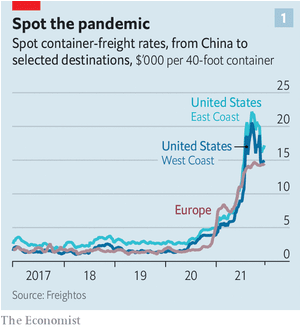 Spot the pandemic
1
Spot container-freight rates, from China to
selected destinations, $'000 per 40-foot container
25
United States
East Coast
20
United States
West Coast
15
10
Europe
5
0
2017 18 19 20 21
Source: Freightos
The Economist